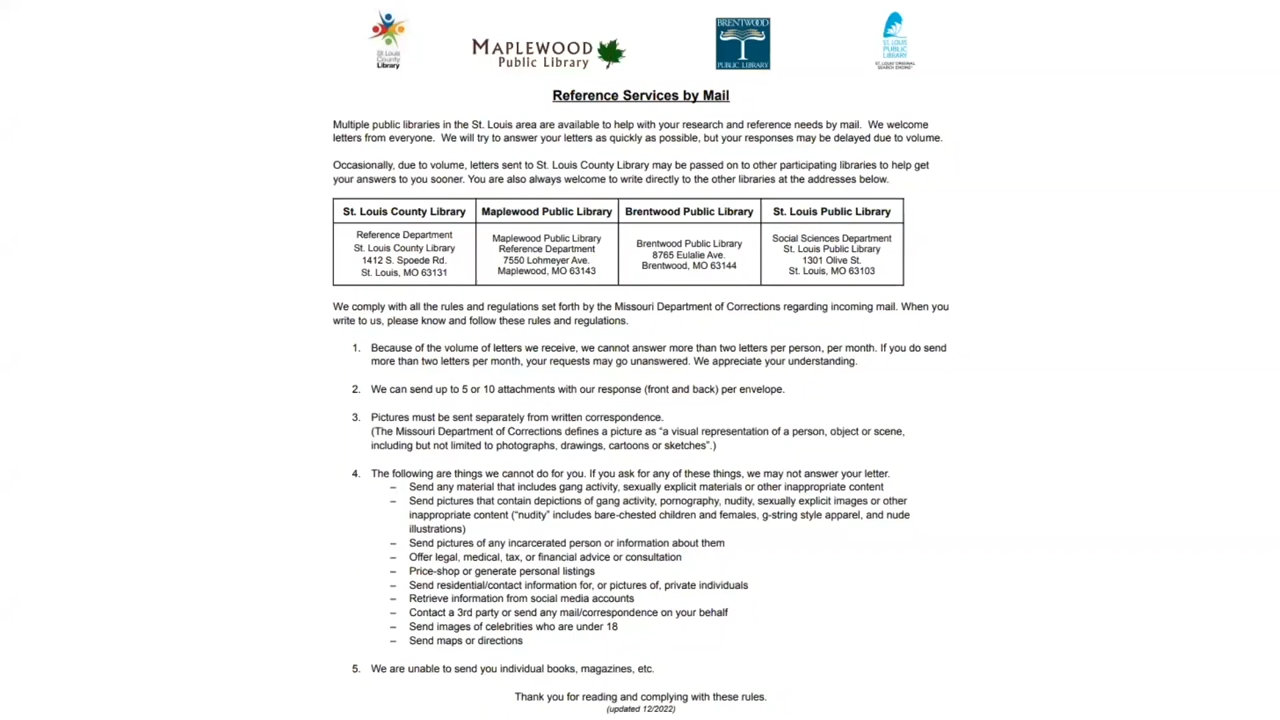 St Louis
County
Library
MAPLEWOOD
Public Library
BRENTWOOD
PUBLIC LIBRARY
ST. LOUIS
PUBLIC
LIBRARY
ST. LOUIS' ORIGINAL
SEARCH ENGINE
Reference Services by Mail
Multiple public libraries in the St. Louis area are available to help with your research and reference needs by mail. We welcome
letters from everyone. We will try to answer your letters as quickly as possible, but your responses may be delayed due to volume.
Occasionally, due to volume, letters sent to St. Louis County Library may be passed on to other participating libraries to help get
your answers to you sooner. You are also always welcome to write directly to the other libraries at the addresses below.
St. Louis County Library
Reference Department
St. Louis County Library
1412 S. Spoede Rd.
St. Louis, MO 63131
Maplewood Public Library
Maplewood Public Library
Reference Department
7550 Lohmeyer Ave.
Maplewood, MO 63143
Brentwood Public Library
Brentwood Public Library
8765 Eulalie Ave.
Brentwood, MO 63144
St. Louis Public Library
Social Sciences Department
St. Louis Public Library
1301 Olive St.
St. Louis, MO 63103
We comply with all the rules and regulations set forth by the Missouri Department of Corrections regarding incoming mail. When you
write to us, please know and follow these rules and regulations.
1. Because of the volume of letters we receive, we cannot answer more than two letters per person, per month. If you do send
more than two letters per month, your requests may go unanswered. We appreciate your understanding.
2. We can send up to 5 or 10 attachments with our response (front and back) per envelope.
3. Pictures must be sent separately from written correspondence.
(The Missouri Department of Corrections defines a picture as “a visual representation of a person, object or scene,
including but not limited to photographs, drawings, cartoons or sketches”.)
4. The following are things we cannot do for you. If you ask for any of these things, we may not answer your letter.
– Send any material that includes gang activity, sexually explicit materials or other inappropriate content
– Send pictures that contain depictions of gang activity, pornography, nudity, sexually explicit images or other
inappropriate content (“nudity” includes bare-chested children and females, g-string style apparel, and nude
illustrations)
– Send pictures of any incarcerated person or information about them
– Offer legal, medical, tax, or financial advice or consultation
– Price-shop or generate personal listings
– Send residential/contact information for, or pictures of, private individuals
– Retrieve information from social media accounts
– Contact a 3rd party or send any mail/correspondence on your behalf
– Send images of celebrities who are under 18
– Send maps or directions
5. We are unable to send you individual books, magazines, etc.
Thank you for reading and complying with these rules.
(updated 12/2022)